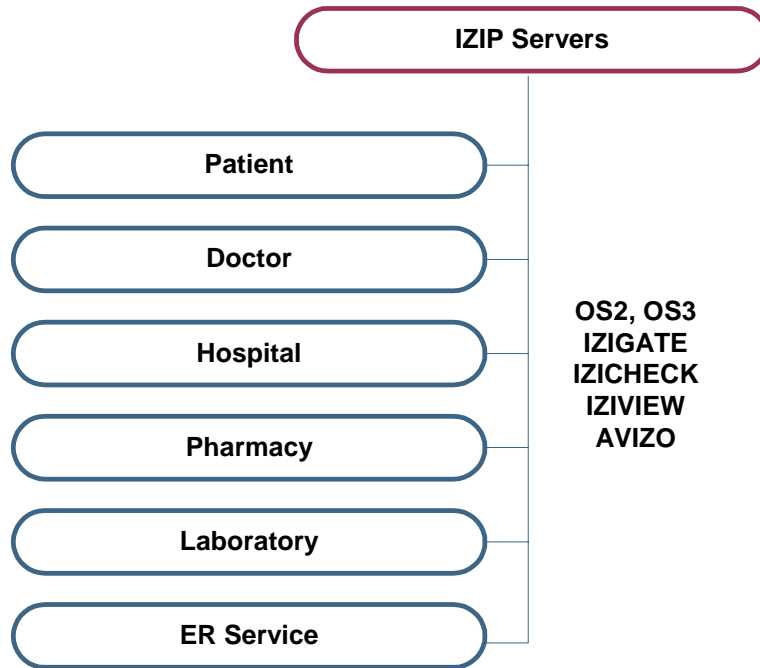 IZIP Servers
Patient
Doctor
Hospital
Pharmacy
Laboratory
ER Service
OS2, OS3
IZIGATE
IZICHECK
IZIVIEW
AVIZO